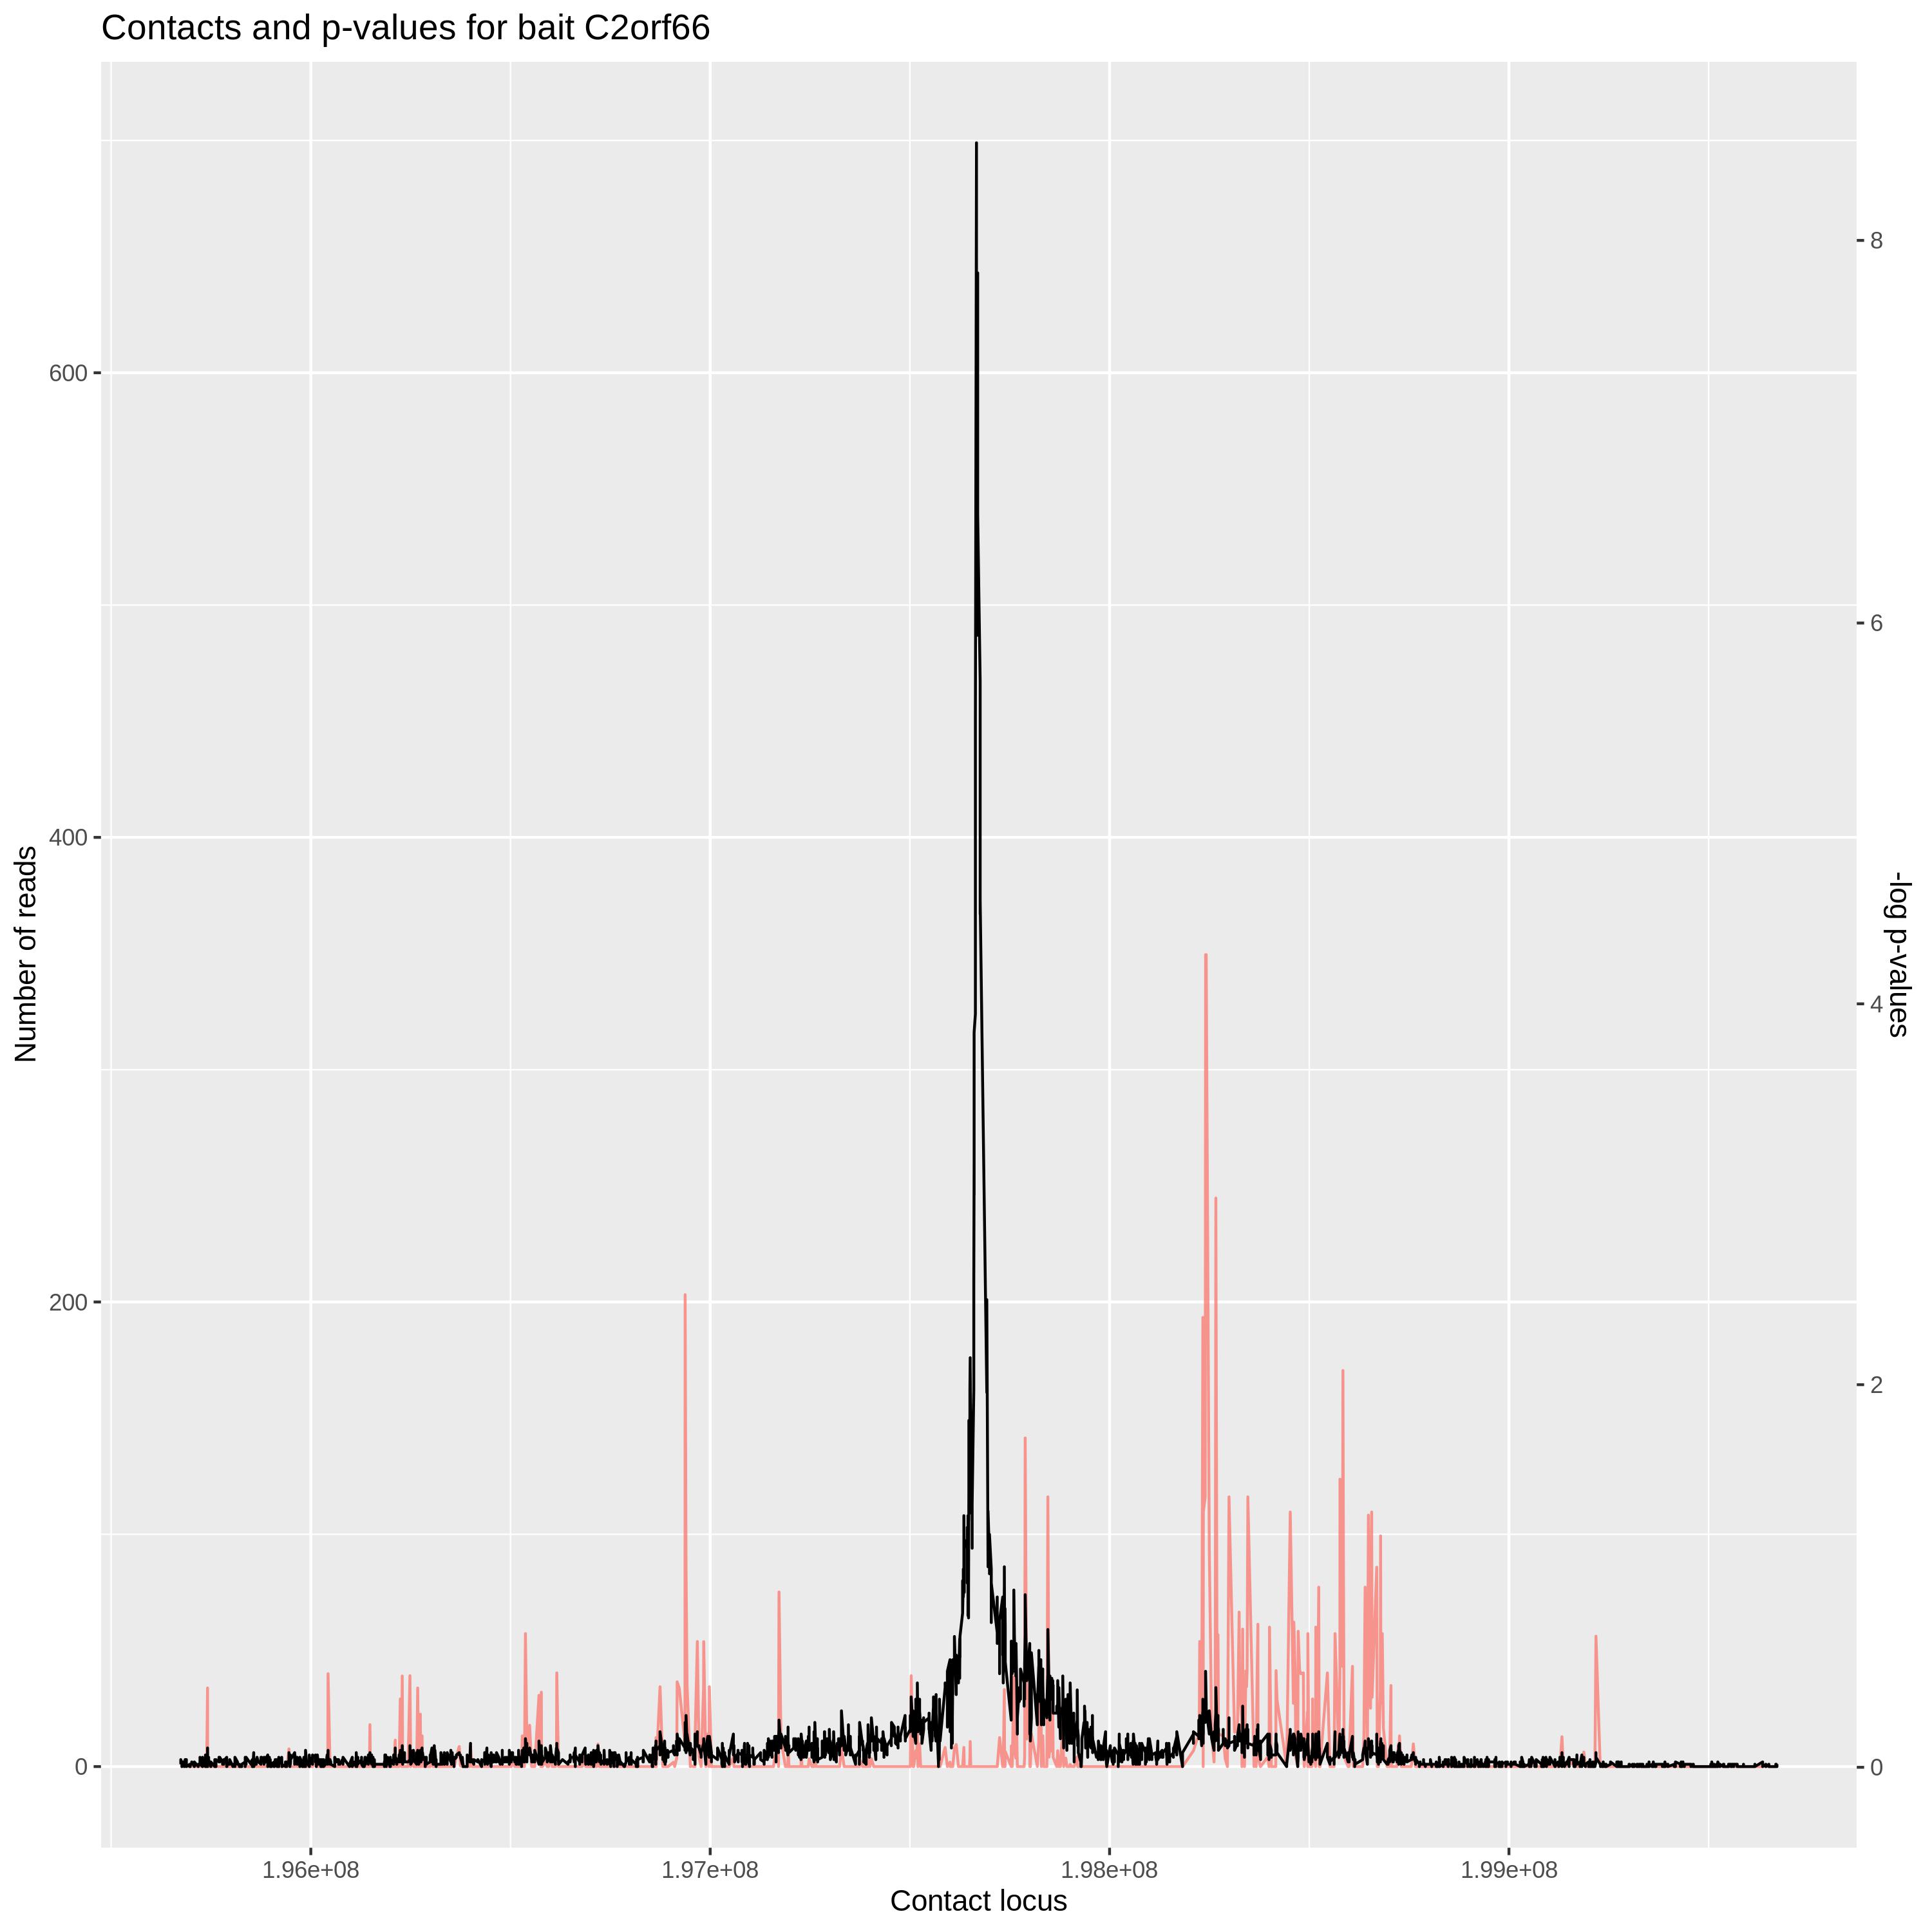 Contacts and p-values for bait C2orf66
Number of reads
600
400
200
0
8
6
4
2
0
-log p-values
1.96e+08
1.97e+08
1.98e+08
1.99e+08
Contact locus